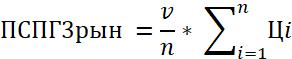 ПСПГЗрын = v/n * ∑_{i=1}^{n} Цi